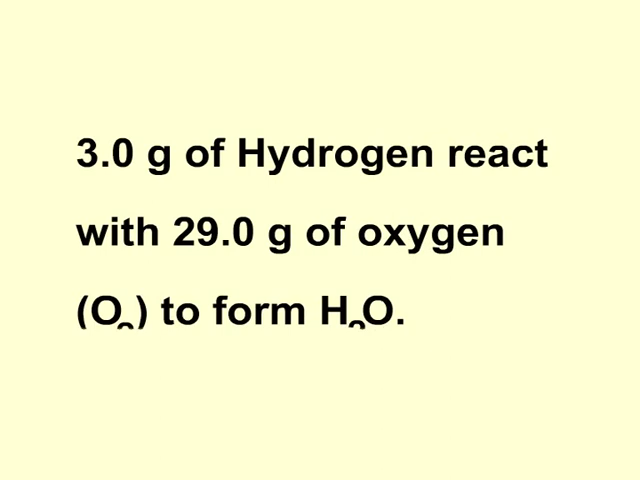 3.0 g of Hydrogen react
with 29.0 g of oxygen
(O₂) to form H₂O.